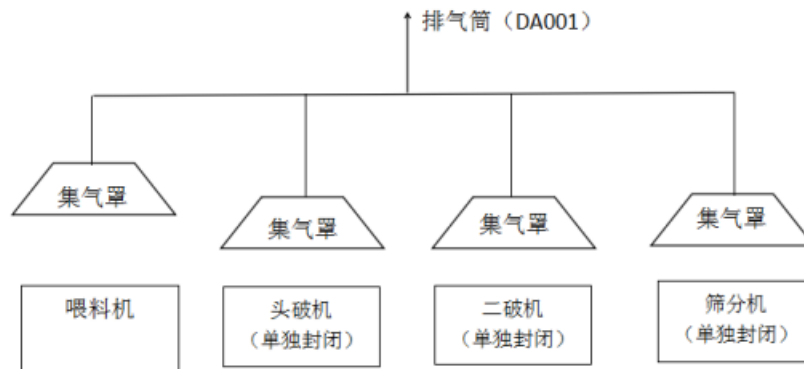 排气筒（DA001）
集气罩
集气罩
集气罩
集气罩
喂料机
头破机
（单独封闭）
二破机
（单独封闭）
筛分机
（单独封闭）